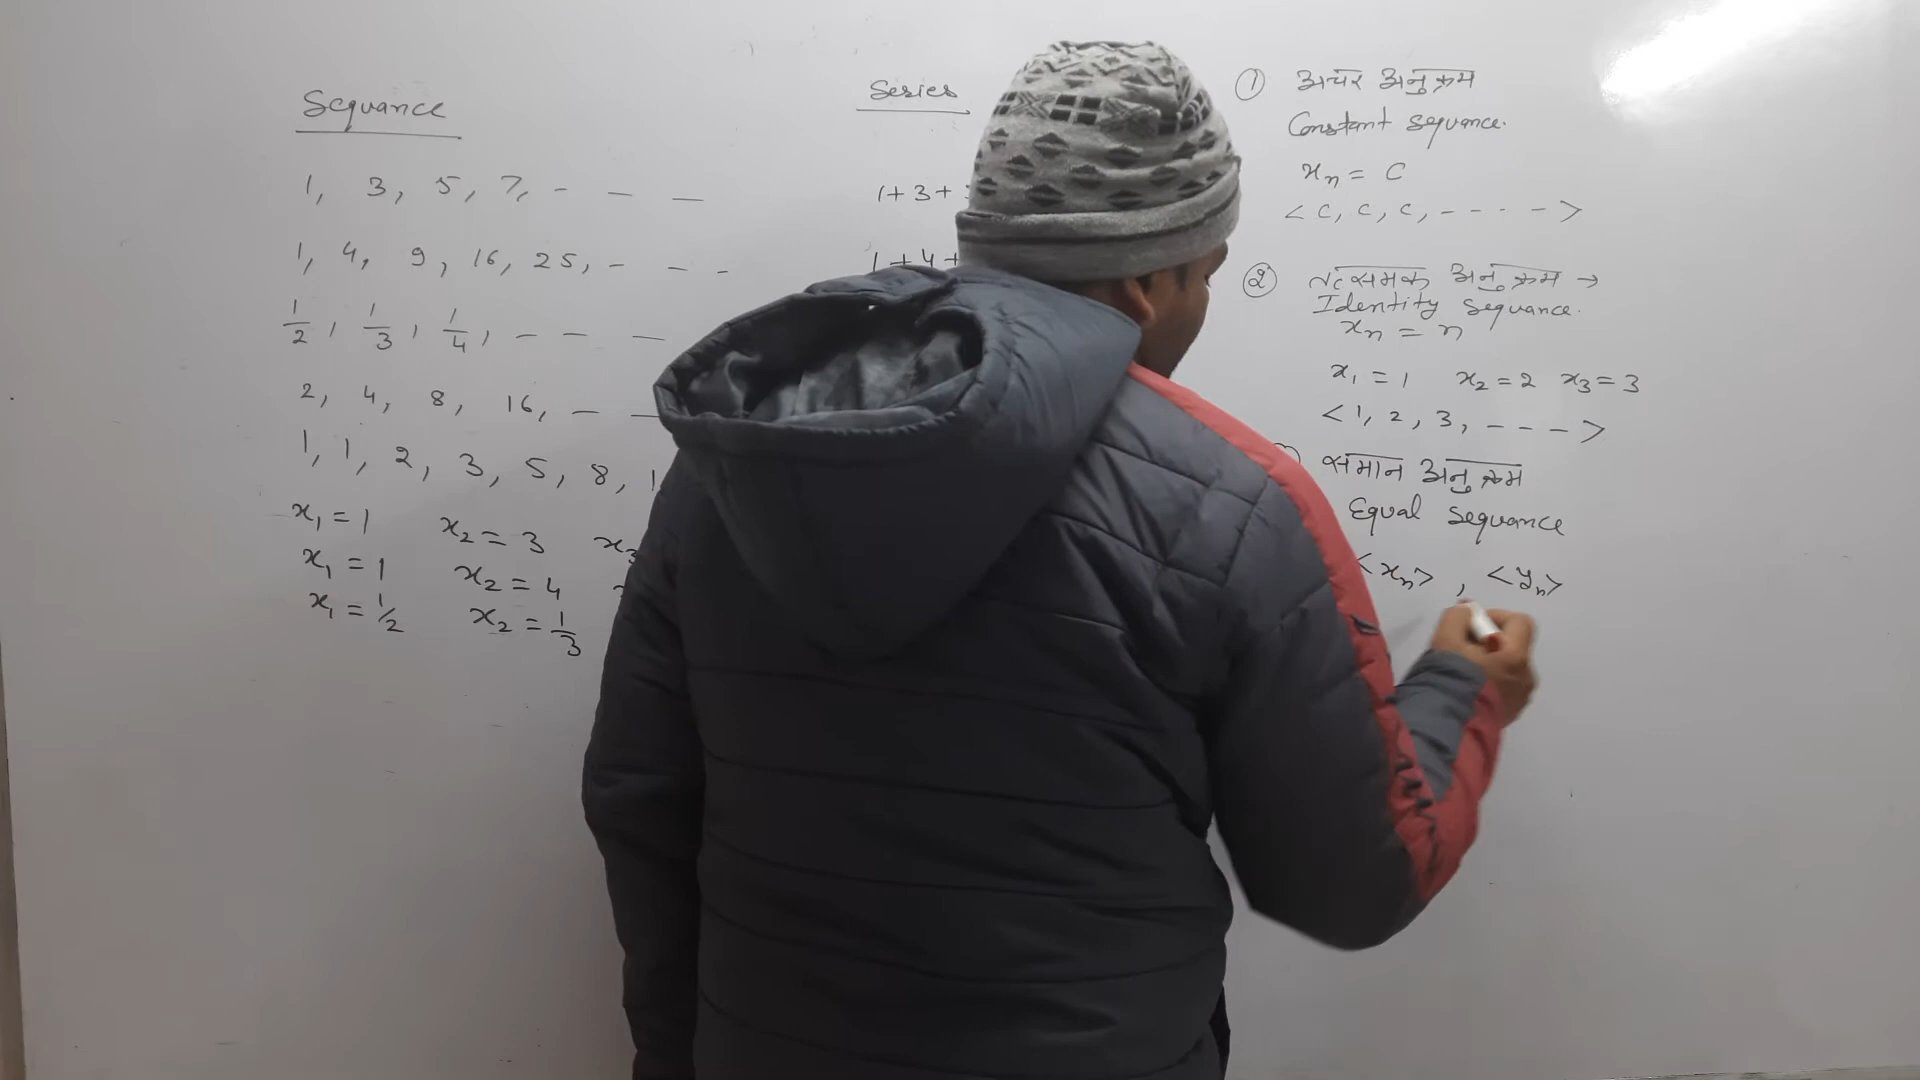 Sequance
1, 3, 5, 7, - — —
1, 4, 9, 16, 25, - - -
1/2, 1/3, 1/4, - — —
2, 4, 8, 16, — —
1, 1, 2, 3, 5, 8, 1
x₁ = 1 x₂ = 3 x₃
x₁ = 1 x₂ = 4
x₁ = 1/2 x₂ = 1/3
Series
1+3+
1+4+
① अचर अनुक्रम
Constant Sequance.
xₙ = C
<C, C, C, - - - - ->
② तत्समक अनुक्रम →
Identity Sequance.
xₙ = n
x₁ = 1 x₂ = 2 x₃ = 3
<1, 2, 3, - - - ->
समान अनुक्रम
Equal Sequance
<xₙ> , <yₙ>